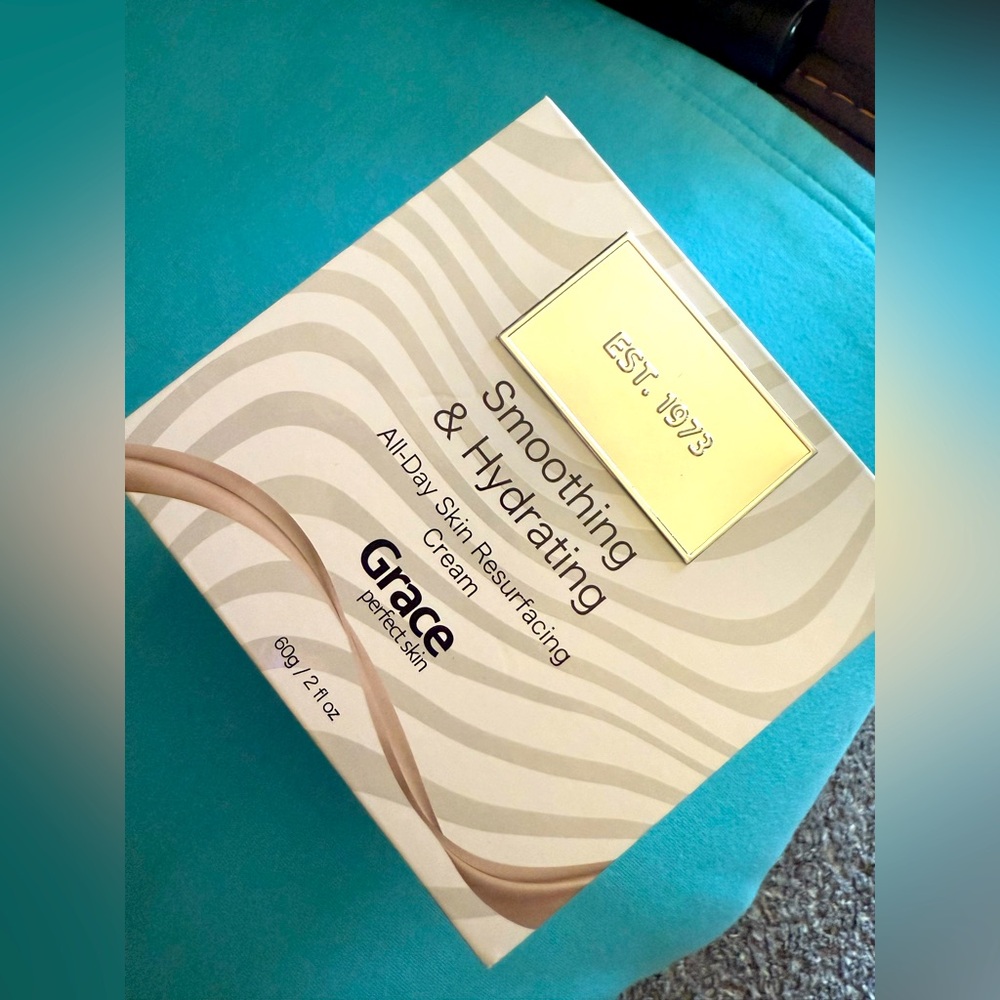 EST. 1973
Smoothing
& Hydrating
All-Day Skin Resurfacing
Cream
Grace
perfect skin
60g / 2 fl oz